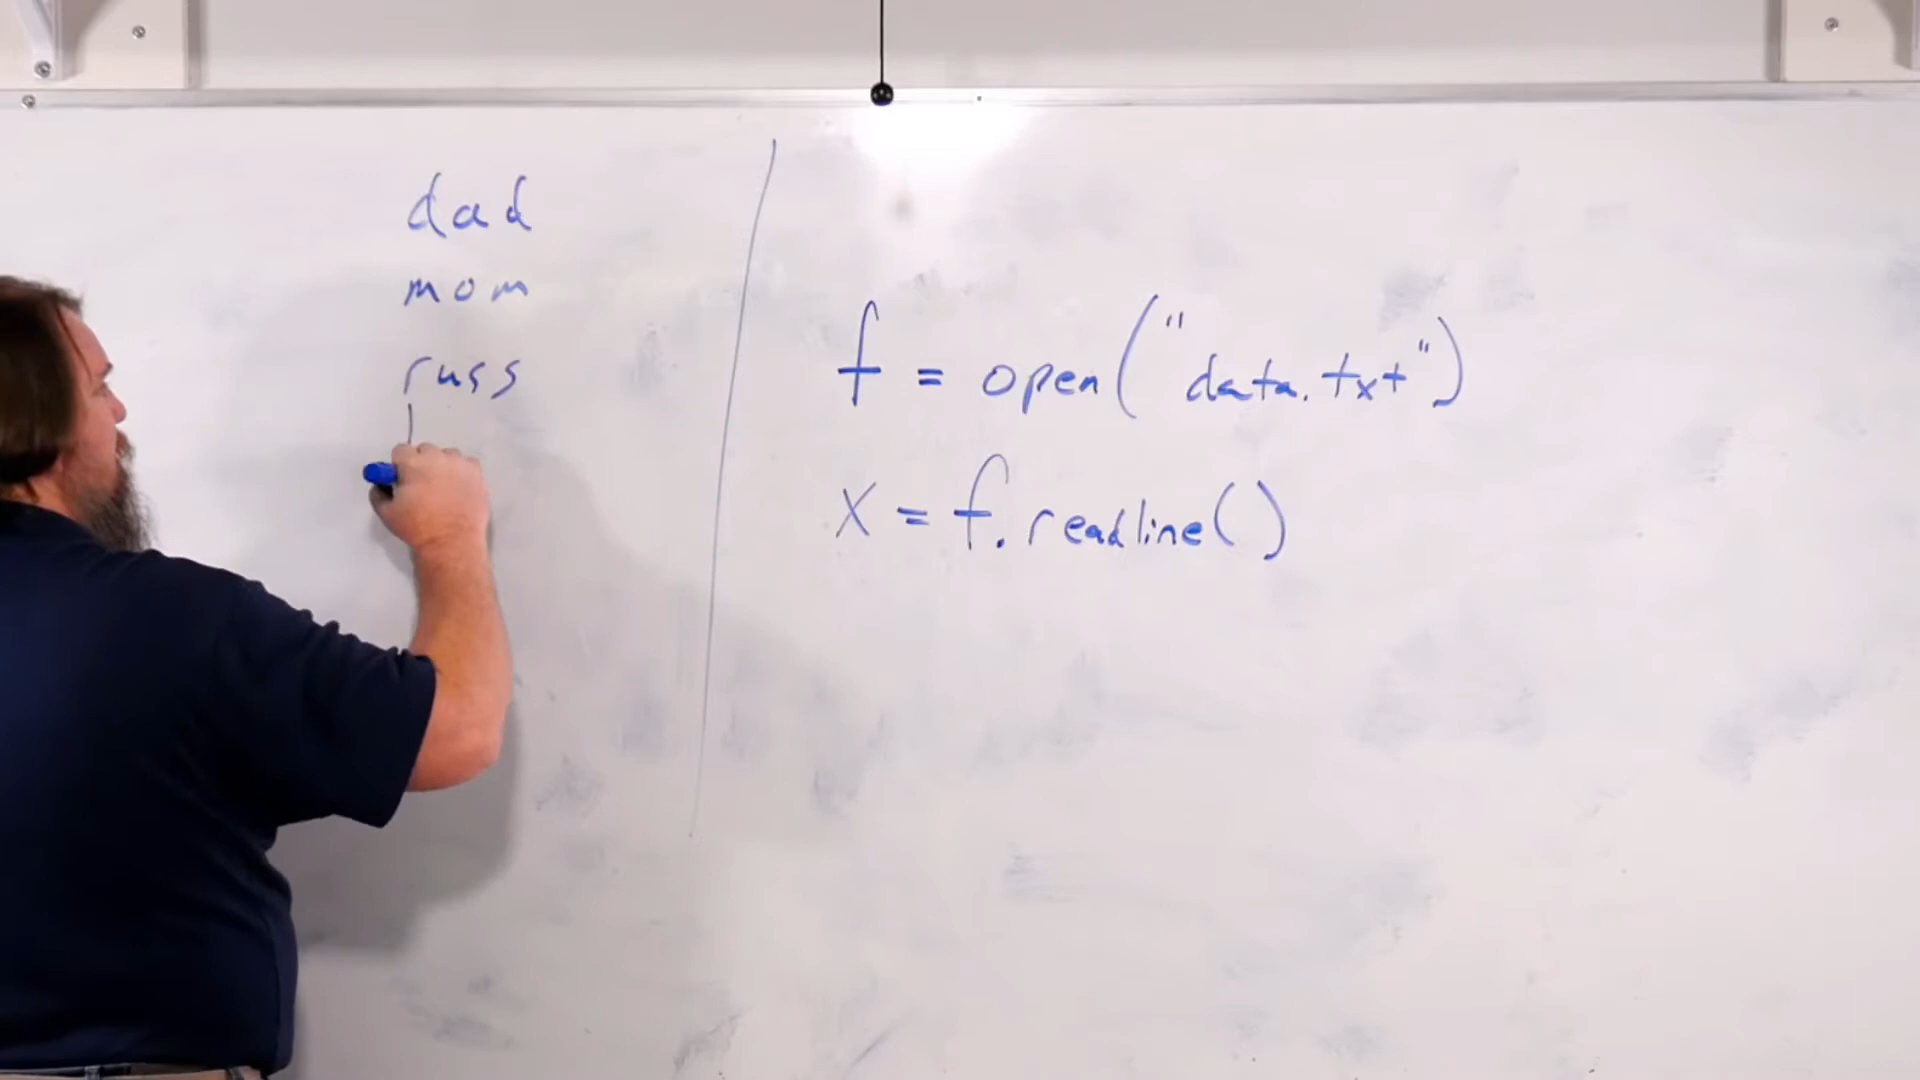 dad
mom
russ
f = open("data.txt")
x = f.readline()